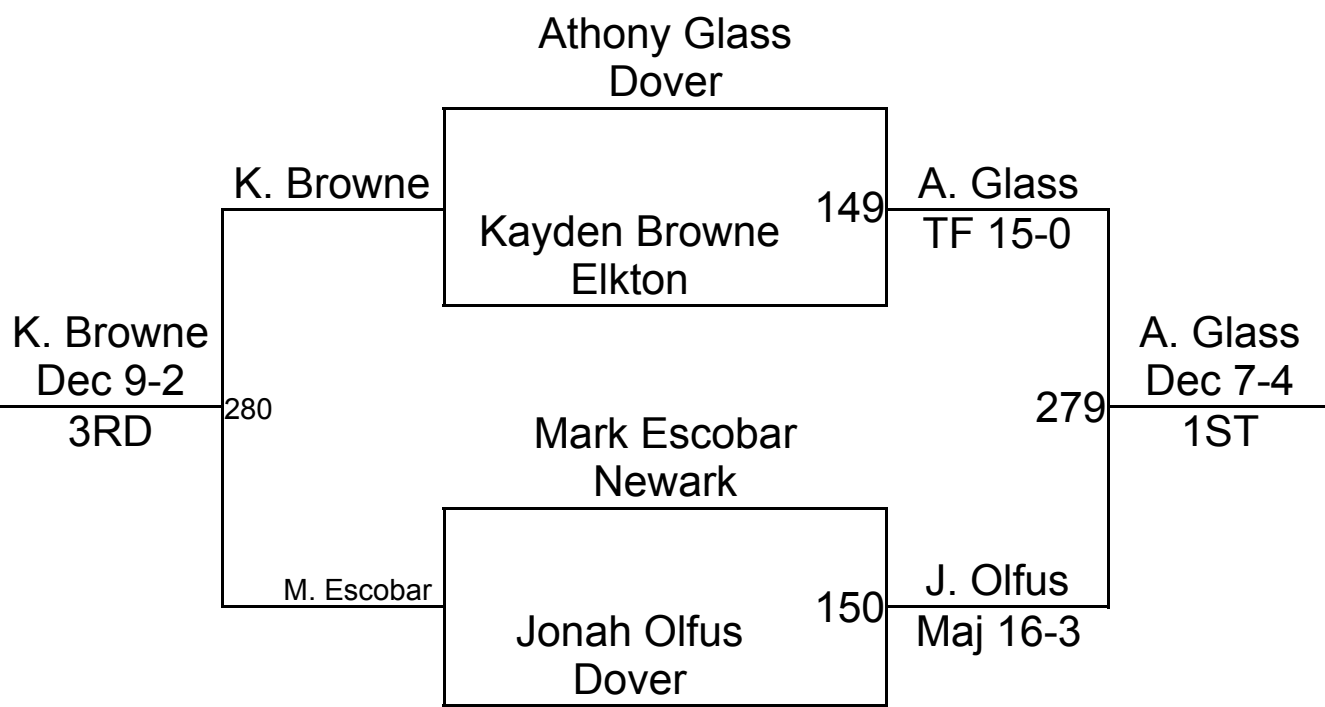 Athony Glass
Dover
K. Browne
149
A. Glass
TF 15-0
Kayden Browne
Elkton
K. Browne
Dec 9-2
3RD
280
279
A. Glass
Dec 7-4
1ST
Mark Escobar
Newark
M. Escobar
150
J. Olfus
Maj 16-3
Jonah Olfus
Dover